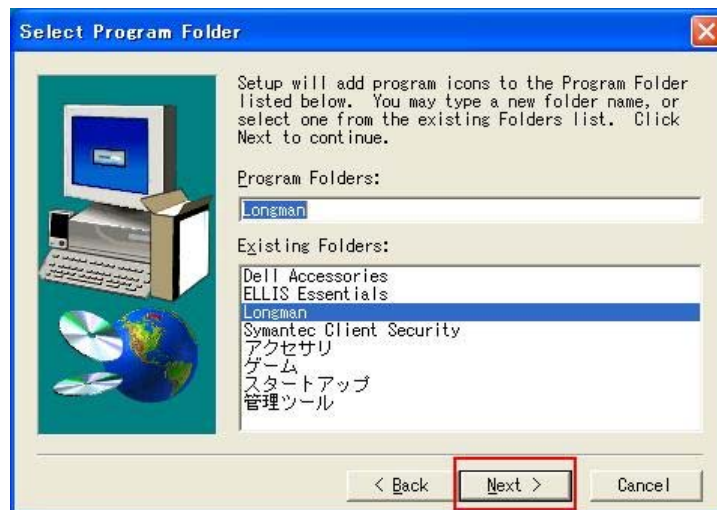 Select Program Folder
Setup will add program icons to the Program Folder
listed below.  You may type a new folder name, or
select one from the existing Folders list.  Click
Next to continue.
Program Folders:
Longman
Existing Folders:
Dell Accessories
ELLIS Essentials
Longman
Symantec Client Security
アクセサリ
ゲーム
スタートアップ
管理ツール
< Back
Next >
Cancel